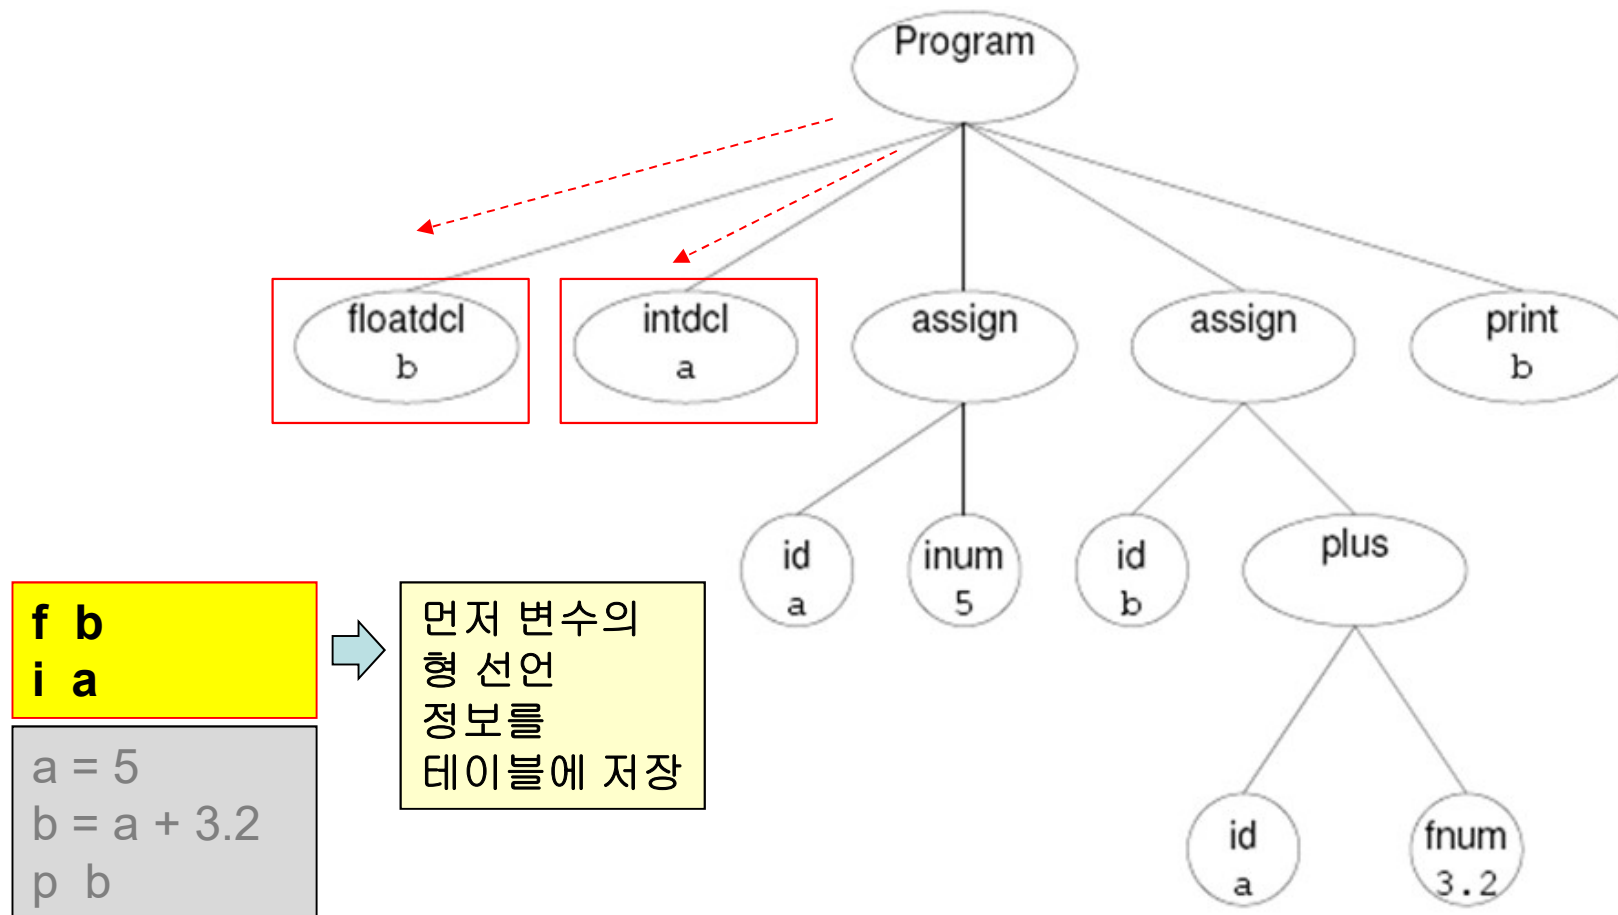 Program
floatdcl
b
intdcl
a
assign
assign
print
b
id
a
inum
5
id
b
plus
id
a
fnum
3.2
f b
i a
먼저 변수의
형 선언
정보를
테이블에 저장
a = 5
b = a + 3.2
p b